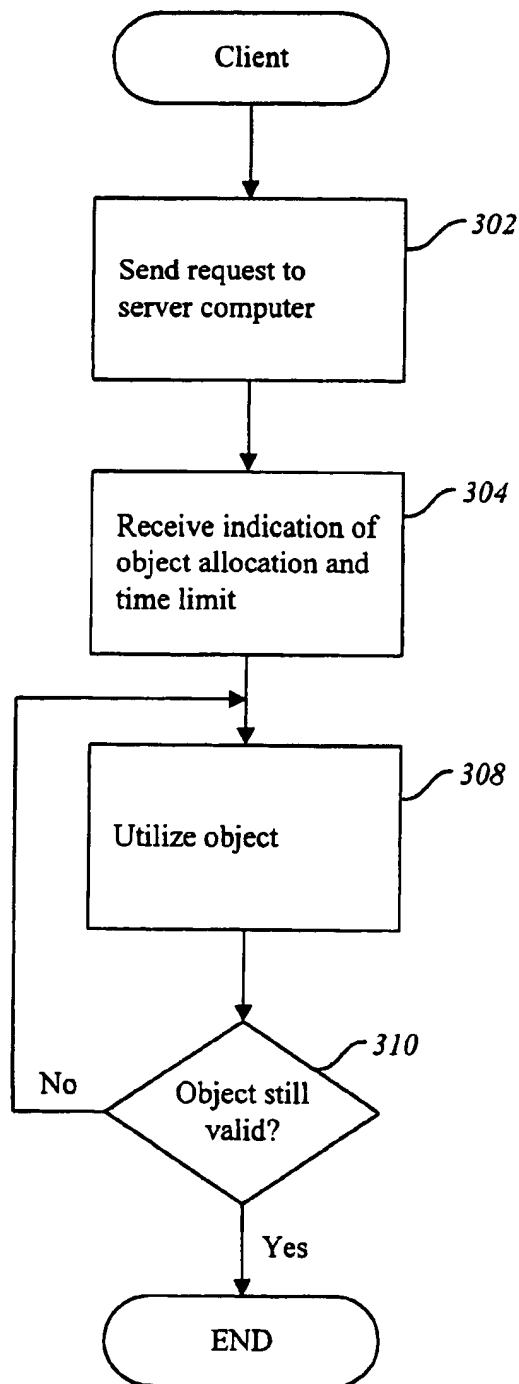 Client
302
Send request to
server computer
304
Receive indication of
object allocation and
time limit
308
Utilize object
310
No
Object still
valid?
Yes
END